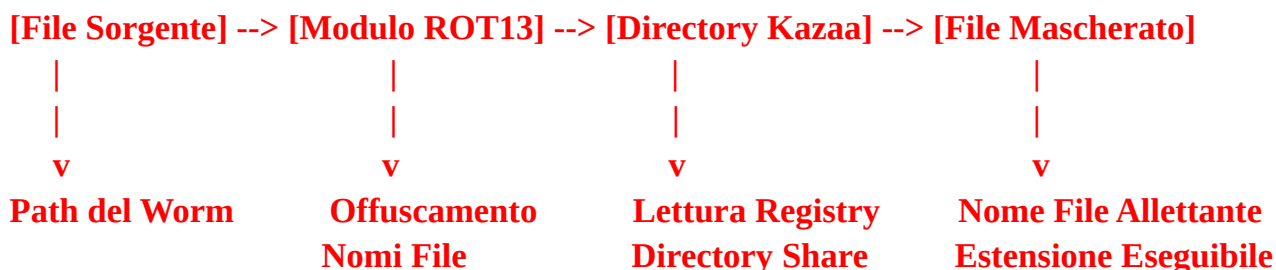 [File Sorgente] --> [Modulo ROT13] --> [Directory Kazaa] --> [File Mascherato]
| | | |
| | | |
v v v v
Path del Worm Offuscamento Lettura Registry Nome File Allettante
Nomi File Directory Share Estensione Eseguibile